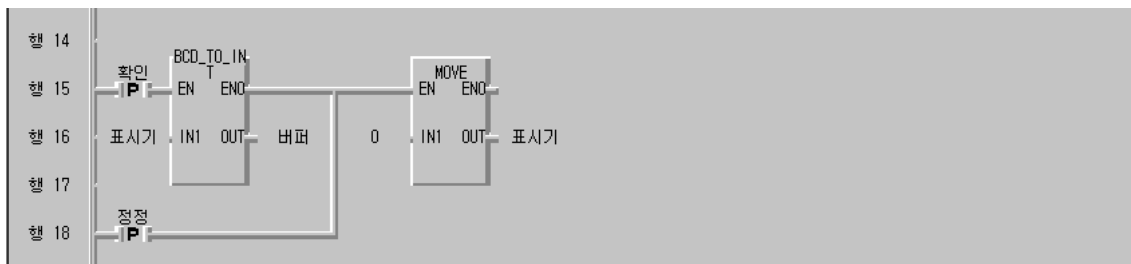 행 14
BCD_TO_IN
T
확인
MOVE
행 15
P
EN ENO
EN ENO
행 16
표시기
IN1 OUT
버퍼
0
IN1 OUT
표시기
행 17
정정
행 18
P